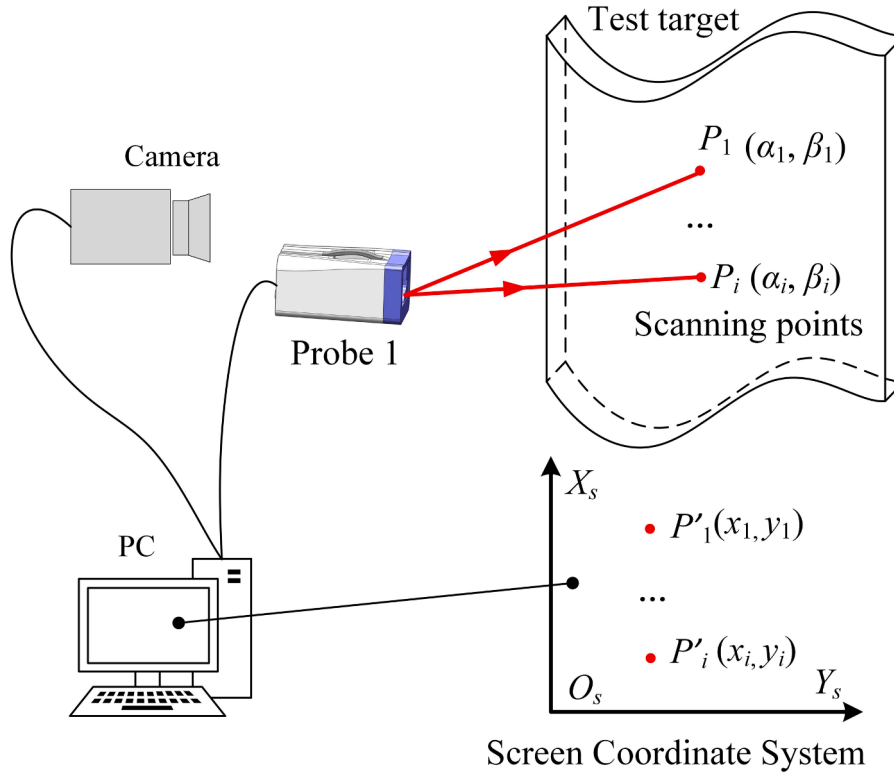 Test target
P₁ (α₁, β₁)
Camera
...
Pᵢ (αᵢ, βᵢ)
Scanning points
Probe 1
Xₛ
P'₁(x₁, y₁)
PC
...
P'ᵢ (xᵢ, yᵢ)
Oₛ
Yₛ
Screen Coordinate System